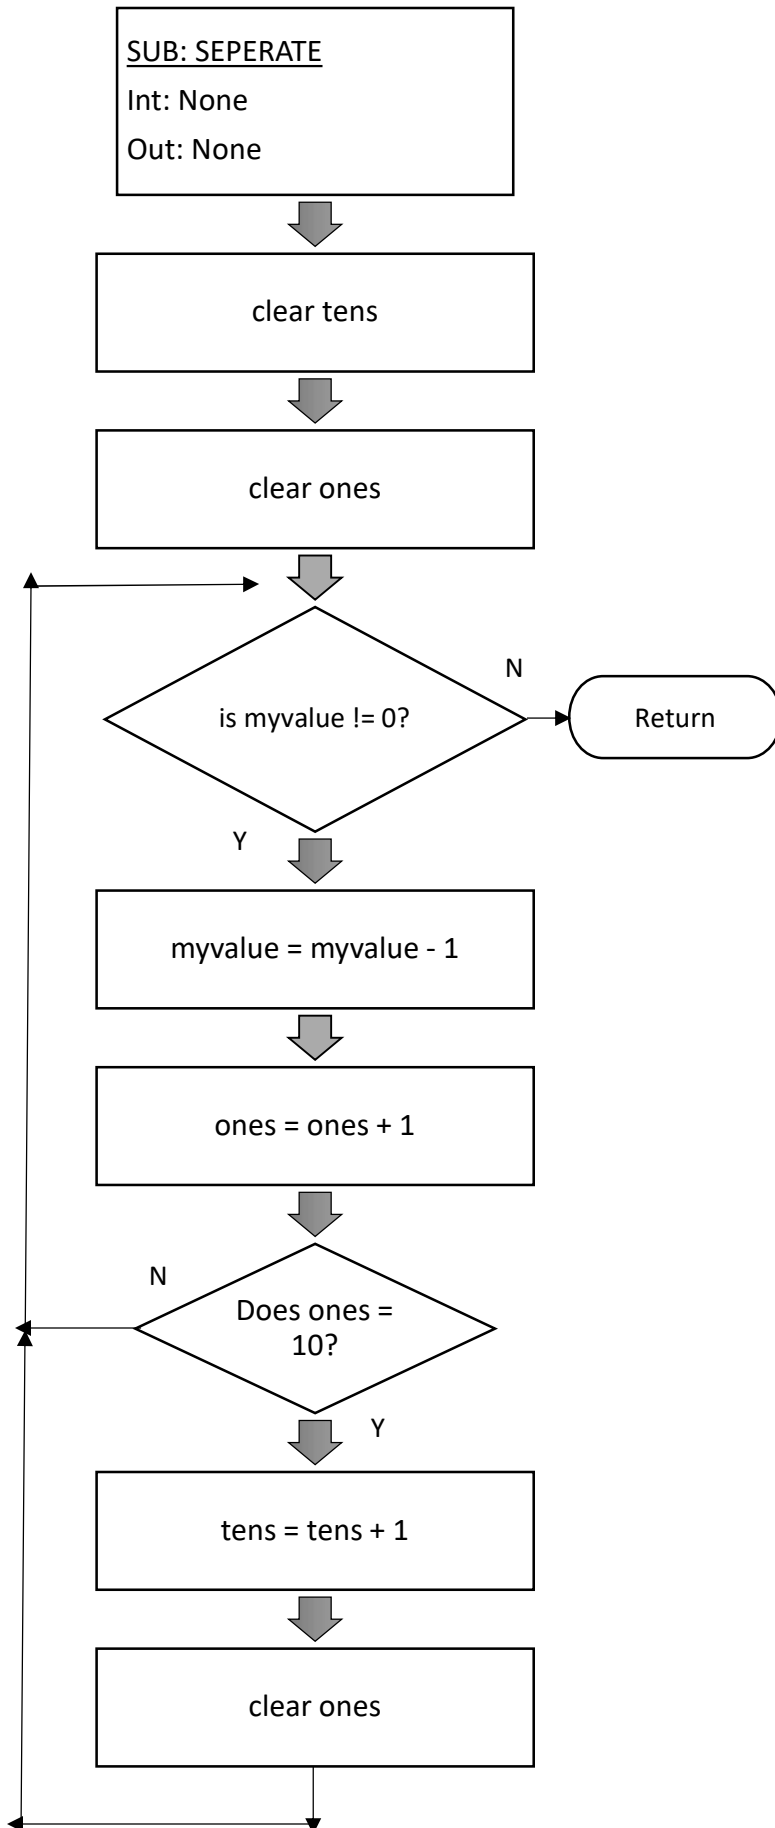 SUB: SEPERATE
Int: None
Out: None
clear tens
clear ones
is myvalue != 0?
N
Return
Y
myvalue = myvalue - 1
ones = ones + 1
N
Does ones =
10?
Y
tens = tens + 1
clear ones